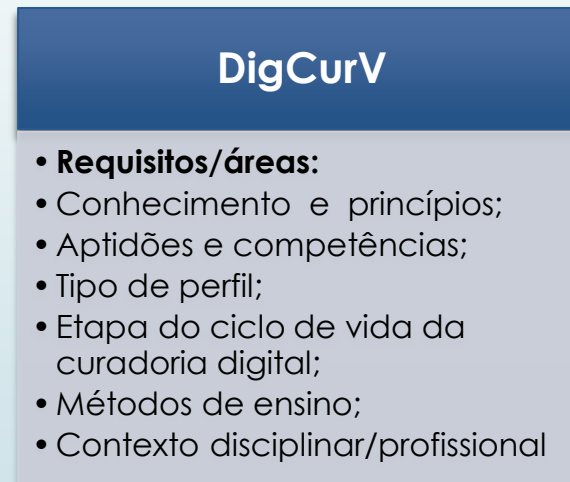 DigCurV
• Requisitos/áreas:
• Conhecimento e princípios;
• Aptidões e competências;
• Tipo de perfil;
• Etapa do ciclo de vida da
curadoria digital;
• Métodos de ensino;
• Contexto disciplinar/profissional